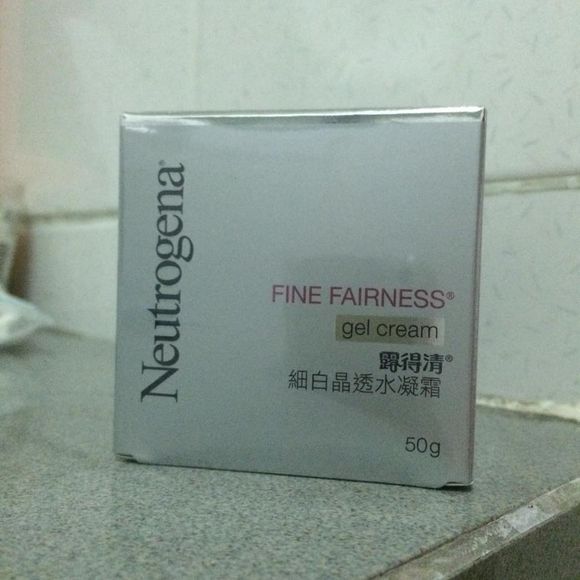 Neutrogena®
FINE FAIRNESS®
gel cream
露得清®
細白晶透水凝霜
50g